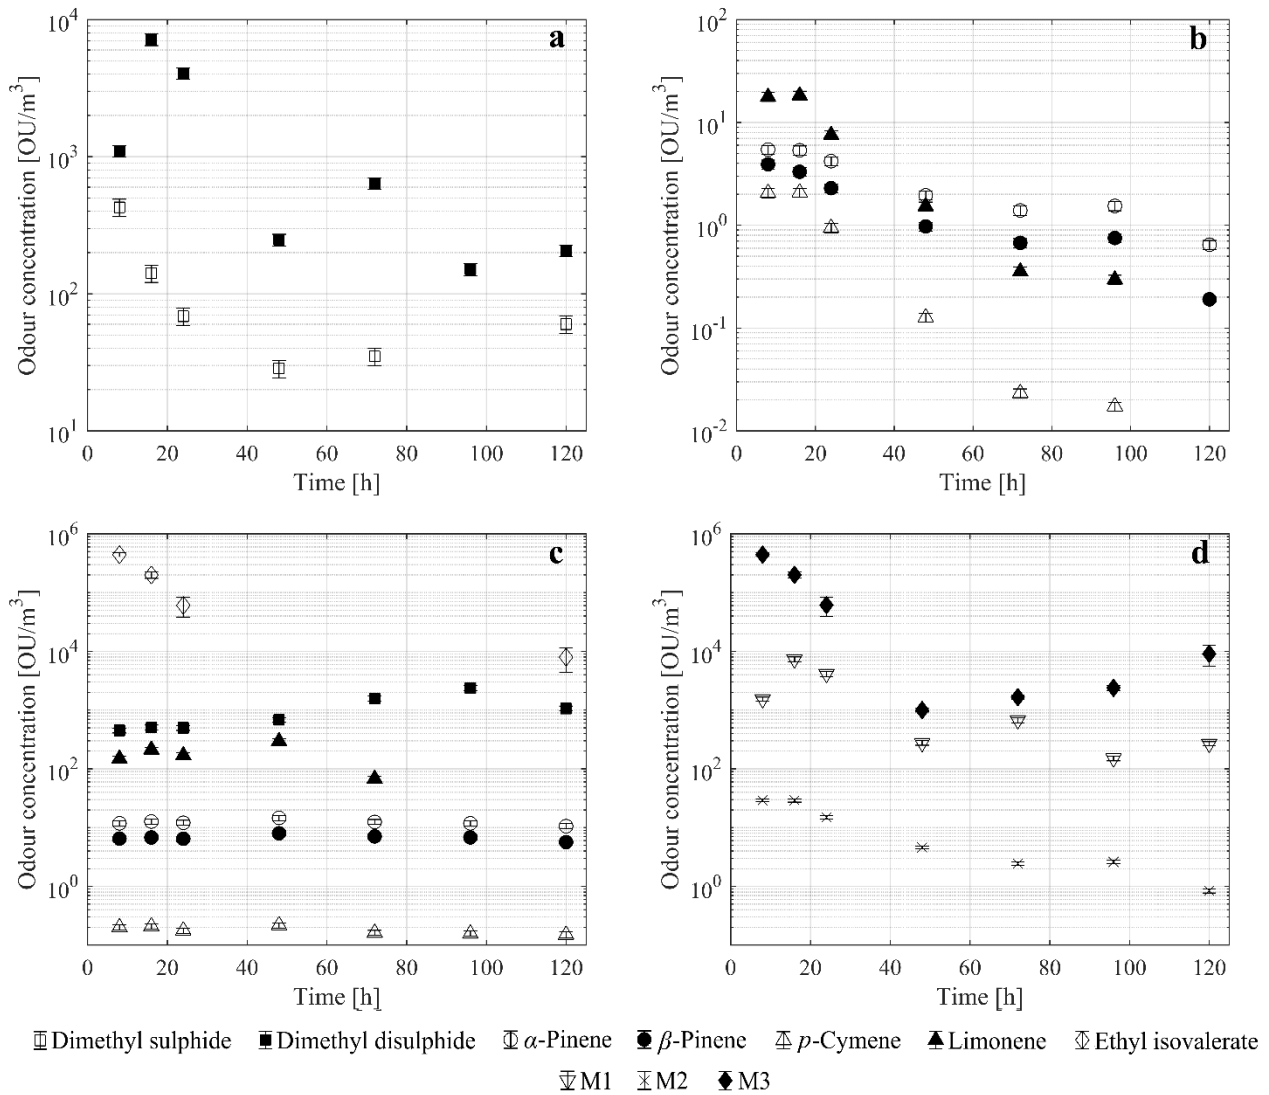 a
10^4
10^3
10^2
10^1
Odour concentration [OU/m^3]
0 20 40 60 80 100 120
Time [h]
b
10^2
10^1
10^0
10^-1
10^-2
Odour concentration [OU/m^3]
0 20 40 60 80 100 120
Time [h]
c
10^6
10^4
10^2
10^0
Odour concentration [OU/m^3]
0 20 40 60 80 100 120
Time [h]
d
10^6
10^4
10^2
10^0
Odour concentration [OU/m^3]
0 20 40 60 80 100 120
Time [h]
Dimethyl sulphide Dimethyl disulphide α-Pinene β-Pinene p-Cymene Limonene Ethyl isovalerate
M1 M2 M3